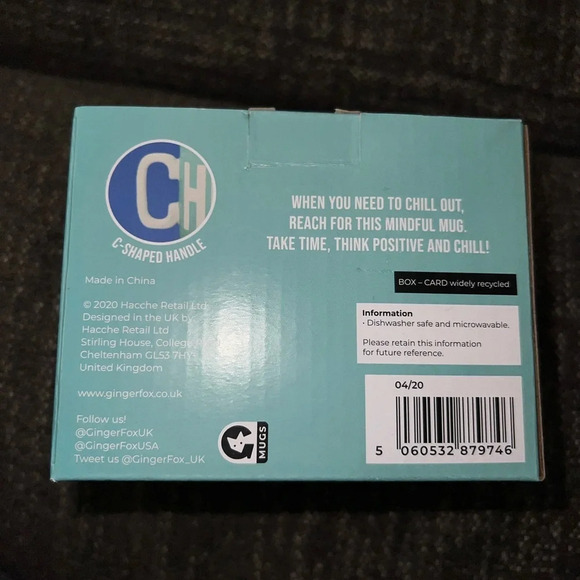 CH
C-SHAPED HANDLE
WHEN YOU NEED TO CHILL OUT,
REACH FOR THIS MINDFUL MUG.
TAKE TIME, THINK POSITIVE AND CHILL!
Made in China
© 2020 Hacche Retail Ltd
Designed in the UK by
Hacche Retail Ltd
Stirling House, College
Cheltenham GL53 7HY
United Kingdom
www.gingerfox.co.uk
Follow us!
@GingerFoxUK
@GingerFoxUSA
Tweet us @GingerFox_UK
G MUGS
BOX – CARD widely recycled
Information
• Dishwasher safe and microwavable.
Please retain this information
for future reference.
04/20
5 060532 879746